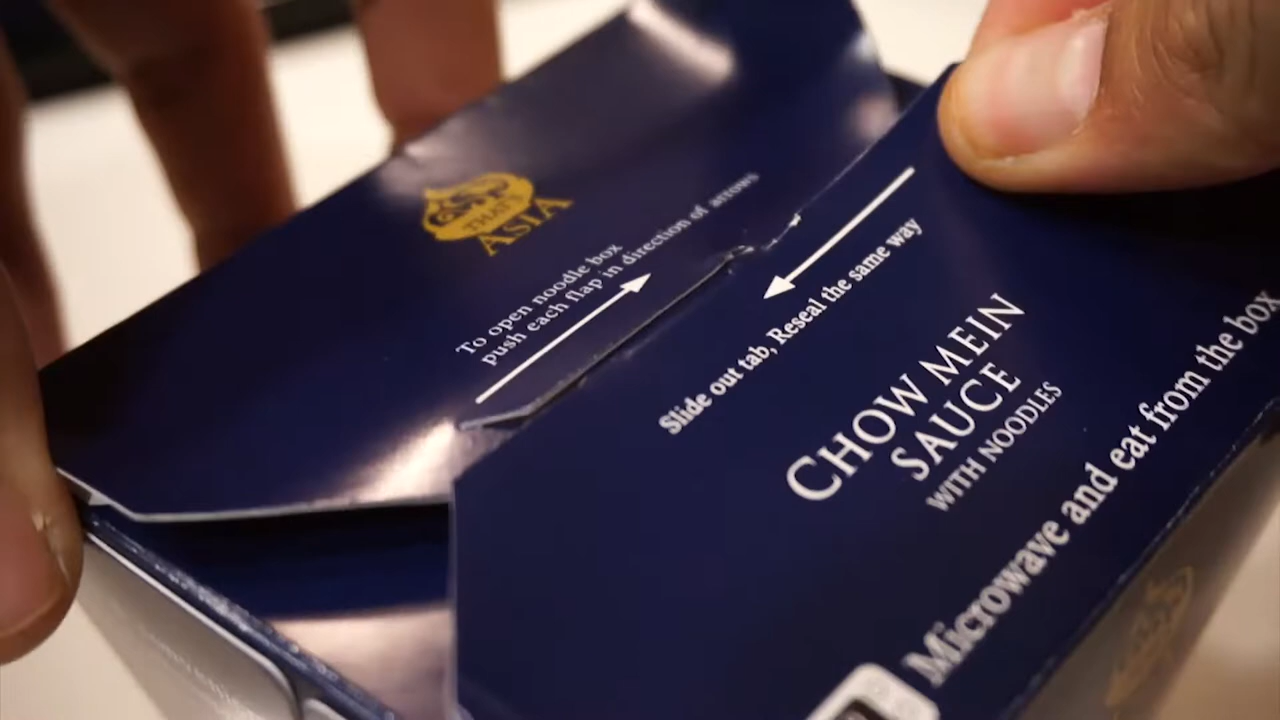 THAT'S
ASIA
To open noodle box
push each flap in direction of arrows
Slide out tab, Reseal the same way
CHOW MEIN
SAUCE
WITH NOODLES
Microwave and eat from the box